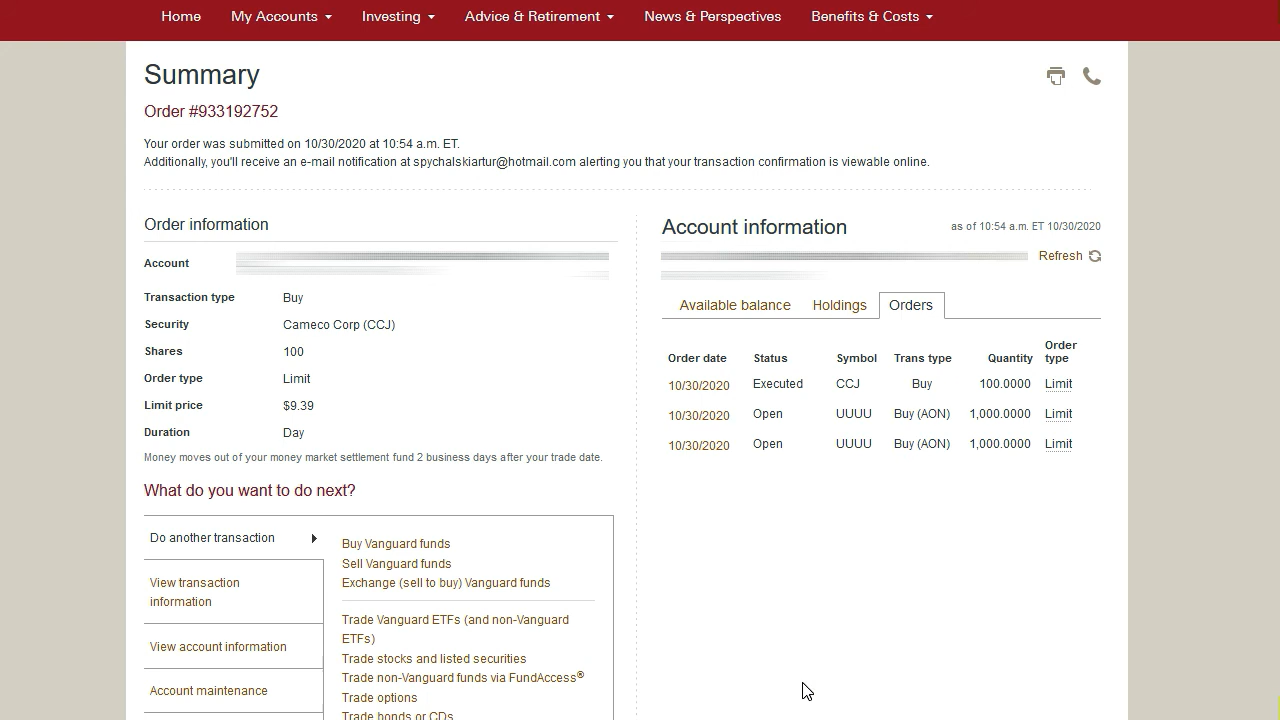 Home My Accounts Investing Advice & Retirement News & Perspectives Benefits & Costs
Summary
Order #933192752
Your order was submitted on 10/30/2020 at 10:54 a.m. ET.
Additionally, you'll receive an e-mail notification at spychalskiartur@hotmail.com alerting you that your transaction confirmation is viewable online.
Order information
Account
Transaction type Buy
Security Cameco Corp (CCJ)
Shares 100
Order type Limit
Limit price $9.39
Duration Day
Money moves out of your money market settlement fund 2 business days after your trade date.
What do you want to do next?
Do another transaction
View transaction
information
View account information
Account maintenance
Buy Vanguard funds
Sell Vanguard funds
Exchange (sell to buy) Vanguard funds
Trade Vanguard ETFs (and non-Vanguard
ETFs)
Trade stocks and listed securities
Trade non-Vanguard funds via FundAccess®
Trade options
Trade bonds or CDs
Account information as of 10:54 a.m. ET 10/30/2020
Refresh
Available balance Holdings Orders
Order date Status Symbol Trans type Quantity Order type
10/30/2020 Executed CCJ Buy 100.0000 Limit
10/30/2020 Open UUUU Buy (AON) 1,000.0000 Limit
10/30/2020 Open UUUU Buy (AON) 1,000.0000 Limit